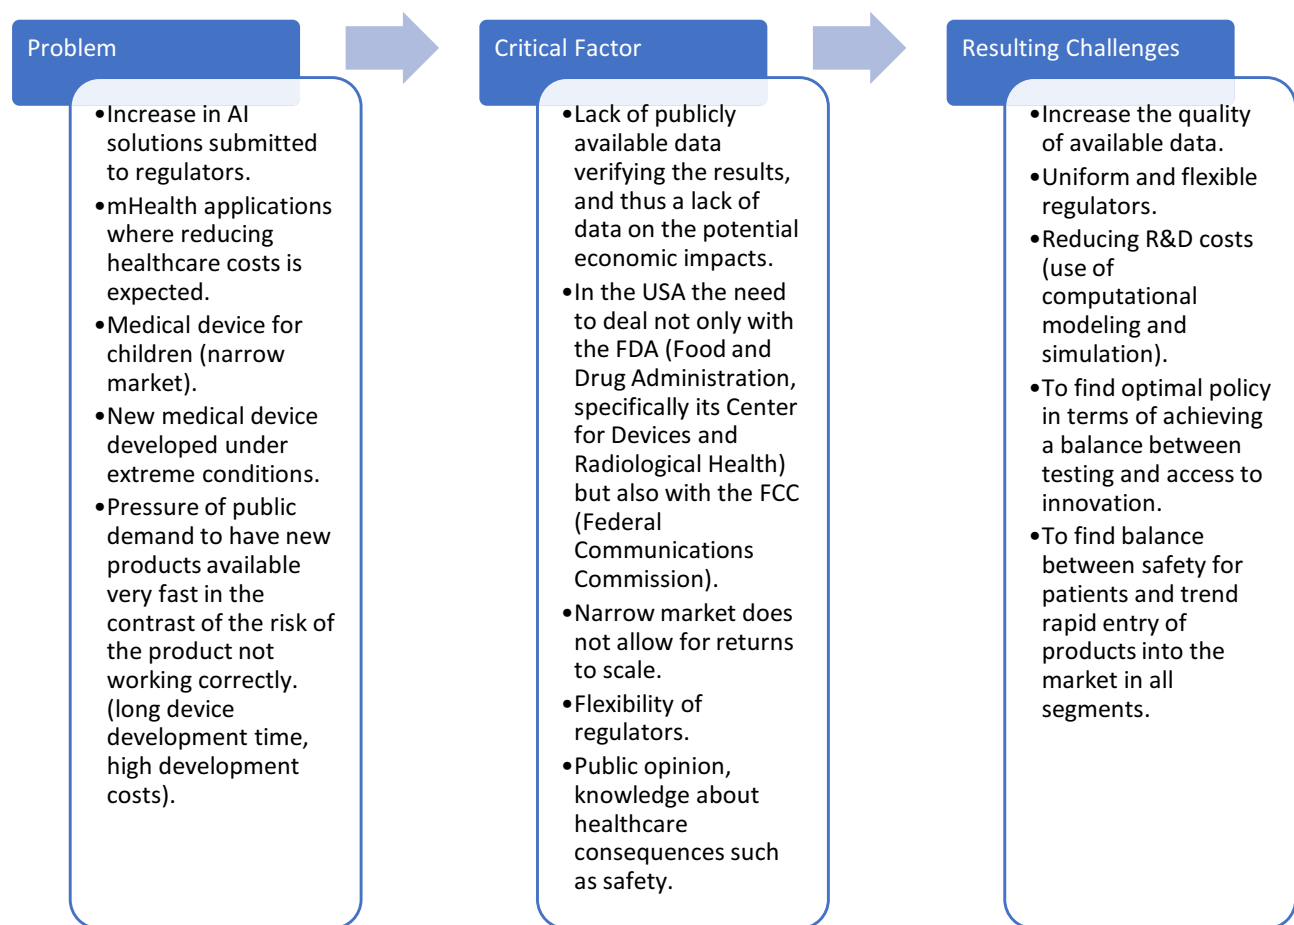 Problem
•Increase in AI
solutions submitted
to regulators.
•mHealth applications
where reducing
healthcare costs is
expected.
•Medical device for
children (narrow
market).
•New medical device
developed under
extreme conditions.
•Pressure of public
demand to have new
products available
very fast in the
contrast of the risk of
the product not
working correctly.
(long device
development time,
high development
costs).
Critical Factor
•Lack of publicly
available data
verifying the results,
and thus a lack of
data on the potential
economic impacts.
•In the USA the need
to deal not only with
the FDA (Food and
Drug Administration,
specifically its Center
for Devices and
Radiological Health)
but also with the FCC
(Federal
Communications
Commission).
•Narrow market does
not allow for returns
to scale.
•Flexibility of
regulators.
•Public opinion,
knowledge about
healthcare
consequences such
as safety.
Resulting Challenges
•Increase the quality
of available data.
•Uniform and flexible
regulators.
•Reducing R&D costs
(use of
computational
modeling and
simulation).
•To find optimal policy
in terms of achieving
a balance between
testing and access to
innovation.
•To find balance
between safety for
patients and trend
rapid entry of
products into the
market in all
segments.